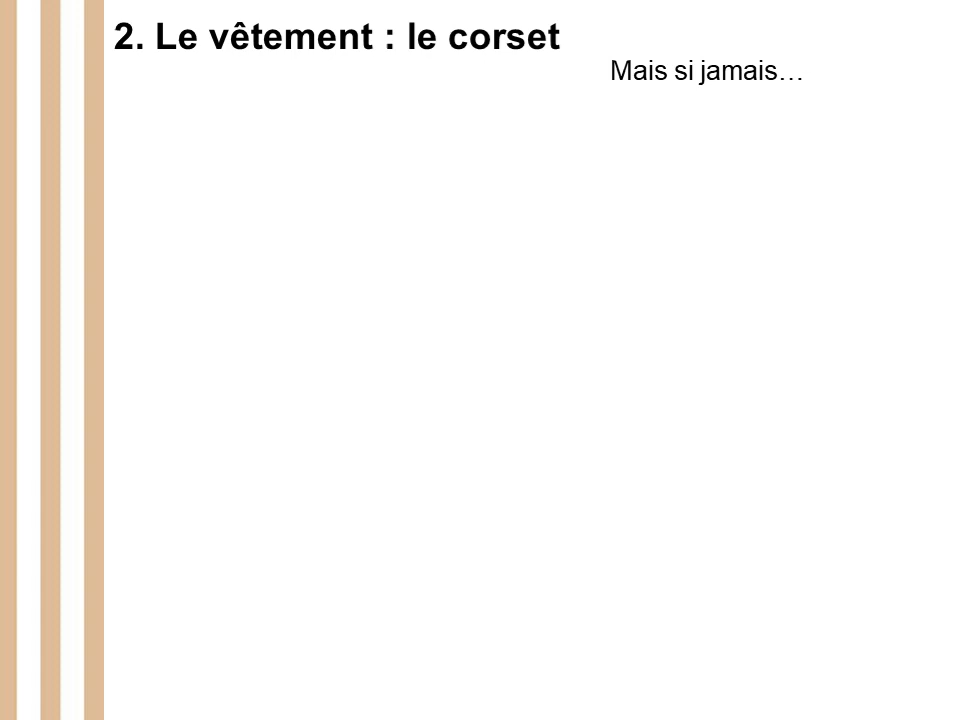 2. Le vêtement : le corset
Mais si jamais…